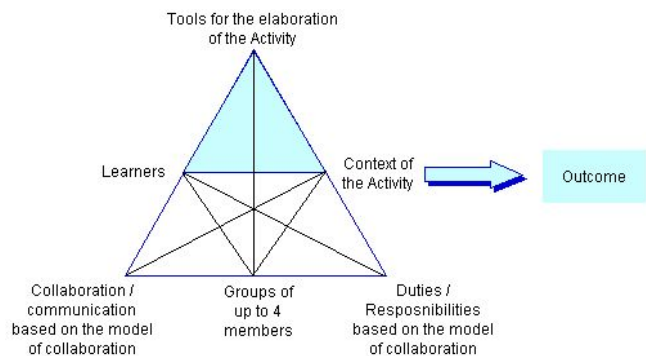 Tools for the elaboration
of the Activity
Learners
Context of
the Activity
Outcome
Collaboration /
communication
based on the model
of collaboration
Groups of
up to 4
members
Duties /
Resposnibilities
based on the model
of collaboration